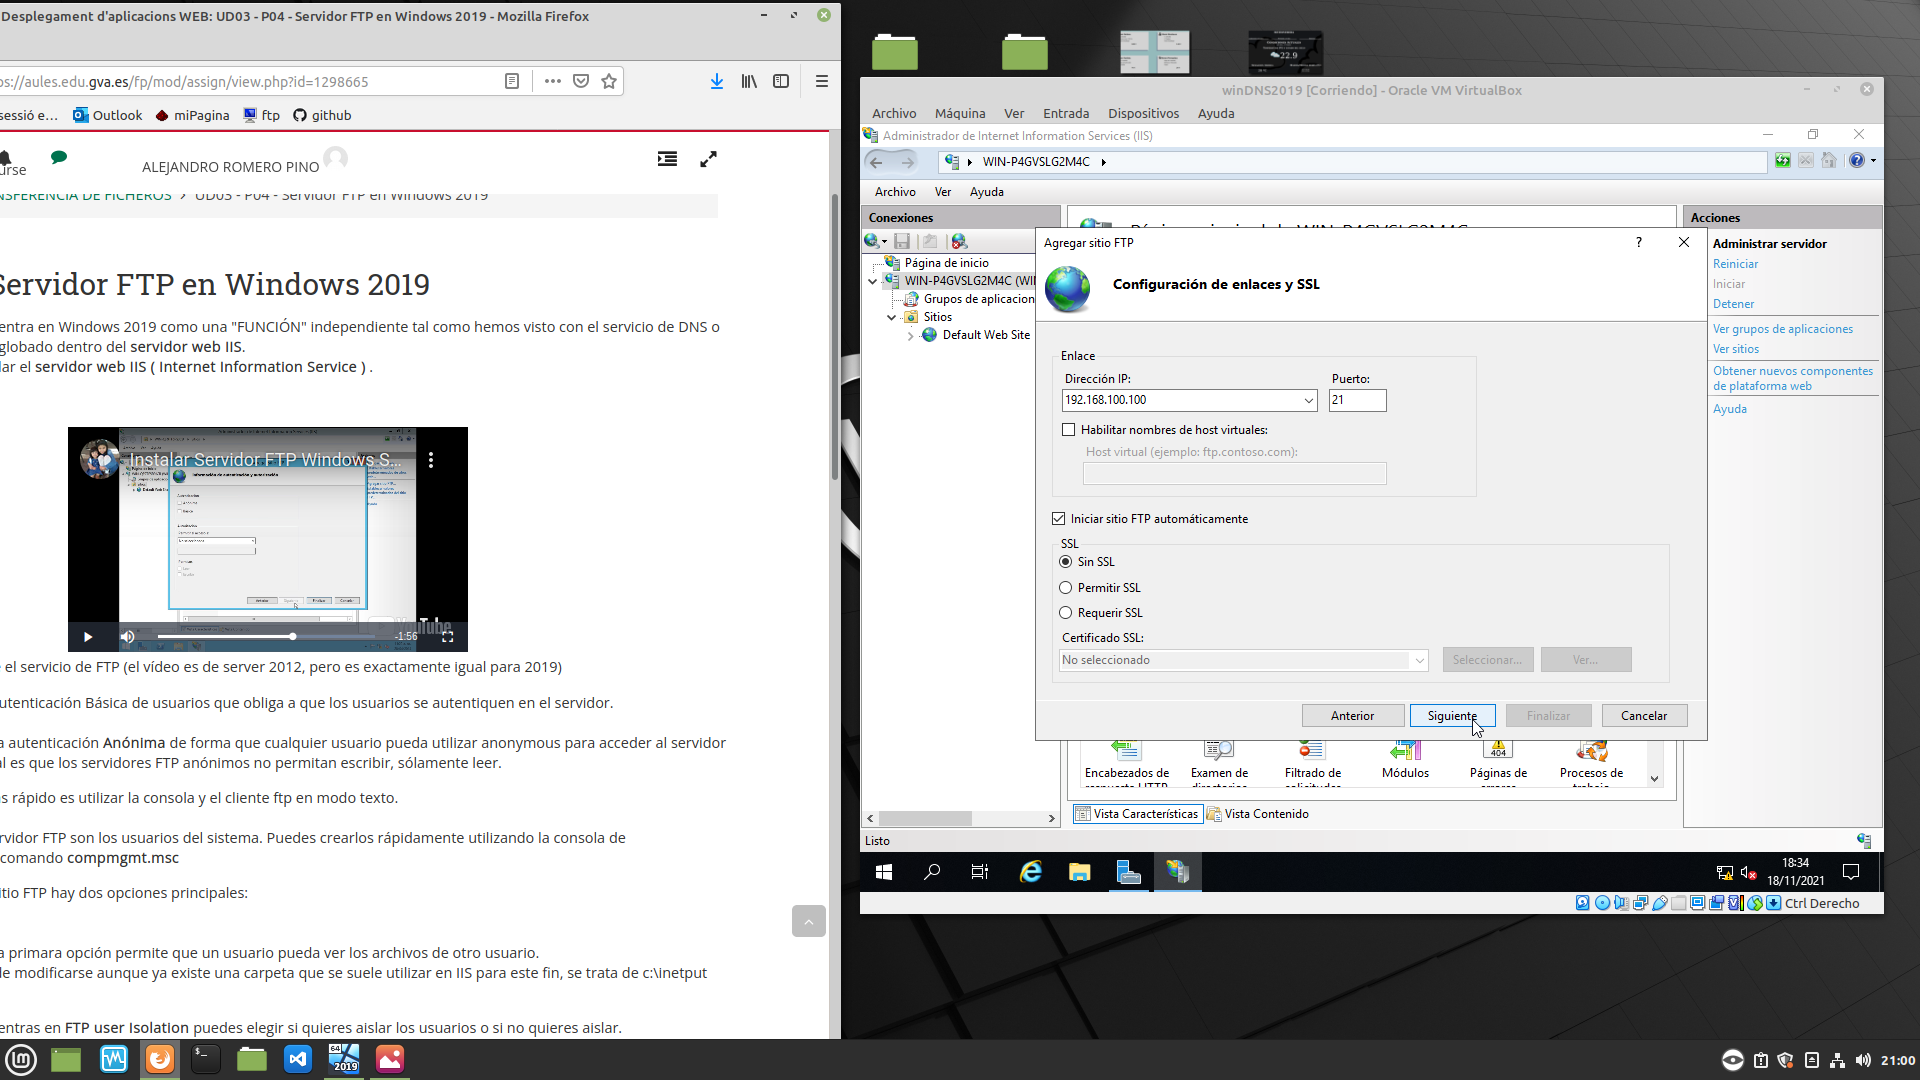 Desplegament d'aplicacions WEB: UD03 - P04 - Servidor FTP en Windows 2019 - Mozilla Firefox
os://aules.edu.gva.es/fp/mod/assign/view.php?id=1298665
sessió e...
Outlook
miPagina
ftp
github
urse
ALEJANDRO ROMERO PINO
NSFERENCIA DE FICHEROS > UD03 - P04 - Servidor FTP en Windows 2019
Servidor FTP en Windows 2019
entra en Windows 2019 como una "FUNCIÓN" independiente tal como hemos visto con el servicio de DNS o
globado dentro del servidor web IIS.
lar el servidor web IIS ( Internet Information Service ) .
Instalar Servidor FTP Windows S...
-1:56
e el servicio de FTP (el vídeo es de server 2012, pero es exactamente igual para 2019)
utenticación Básica de usuarios que obliga a que los usuarios se autentiquen en el servidor.
a autenticación Anónima de forma que cualquier usuario pueda utilizar anonymous para acceder al servidor
al es que los servidores FTP anónimos no permitan escribir, sólamente leer.
ás rápido es utilizar la consola y el cliente ftp en modo texto.
rvidor FTP son los usuarios del sistema. Puedes crearlos rápidamente utilizando la consola de
comando compmgmt.msc
itio FTP hay dos opciones principales:
a primara opción permite que un usuario pueda ver los archivos de otro usuario.
de modificarse aunque ya existe una carpeta que se suele utilizar en IIS para este fin, se trata de c:\inetput
entras en FTP user Isolation puedes elegir si quieres aislar los usuarios o si no quieres aislar.
22.9
winDNS2019 [Corriendo] - Oracle VM VirtualBox
Archivo Máquina Ver Entrada Dispositivos Ayuda
Administrador de Internet Information Services (IIS)
WIN-P4GVSLG2M4C
Archivo Ver Ayuda
Conexiones
Página de inicio
WIN-P4GVSLG2M4C (WI
Grupos de aplicacion
Sitios
Default Web Site
Agregar sitio FTP
?
Configuración de enlaces y SSL
Enlace
Dirección IP:
Puerto:
192.168.100.100
21
Habilitar nombres de host virtuales:
Host virtual (ejemplo: ftp.contoso.com):
Iniciar sitio FTP automáticamente
SSL
Sin SSL
Permitir SSL
Requerir SSL
Certificado SSL:
No seleccionado
Seleccionar...
Ver...
Anterior
Siguiente
Finalizar
Cancelar
Encabezados de respuesta HTTP
Examen de directorios
Filtrado de solicitudes
Módulos
404
Páginas de errores
Procesos de trabajo
Vista Características
Vista Contenido
Acciones
Administrar servidor
Reiniciar
Iniciar
Detener
Ver grupos de aplicaciones
Ver sitios
Obtener nuevos componentes
de plataforma web
Ayuda
Listo
18:34
18/11/2021
Ctrl Derecho
64
2019
21:00